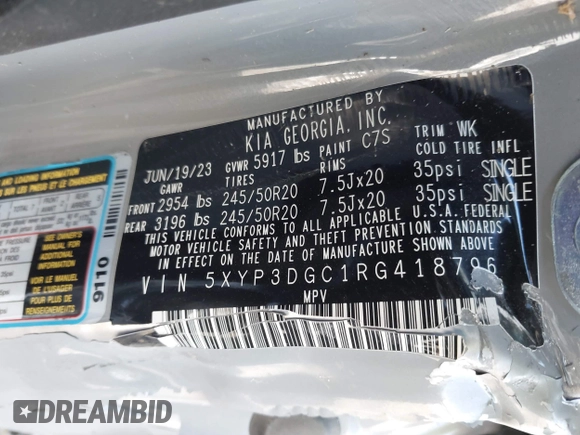 MANUFACTURED BY
KIA GEORGIA, INC.
JUN/19/23 GVWR 5917 lbs PAINT C7S TRIM WK
GAWR TIRES RIMS COLD TIRE INFL
FRONT 2954 lbs 245/50R20 7.5Jx20 35psi SINGLE
REAR 3196 lbs 245/50R20 7.5Jx20 35psi SINGLE
THIS VEHICLE CONFORMS TO ALL APPLICABLE U.S.A. FEDERAL
MOTOR VEHICLE SAFETY STANDARDS
IN EFFECT ON THE DATE OF MANUFACTURE SHOWN ABOVE
VIN 5XYP3DGC1RG418796
MPV
SEE OWNER'S
MANUAL FOR
ADDITIONAL
INFORMATION
VOIR LE MANUEL
DE L'USAGER
POUR PLUS DE
RENSEIGNEMENTS
9110
DREAMBID